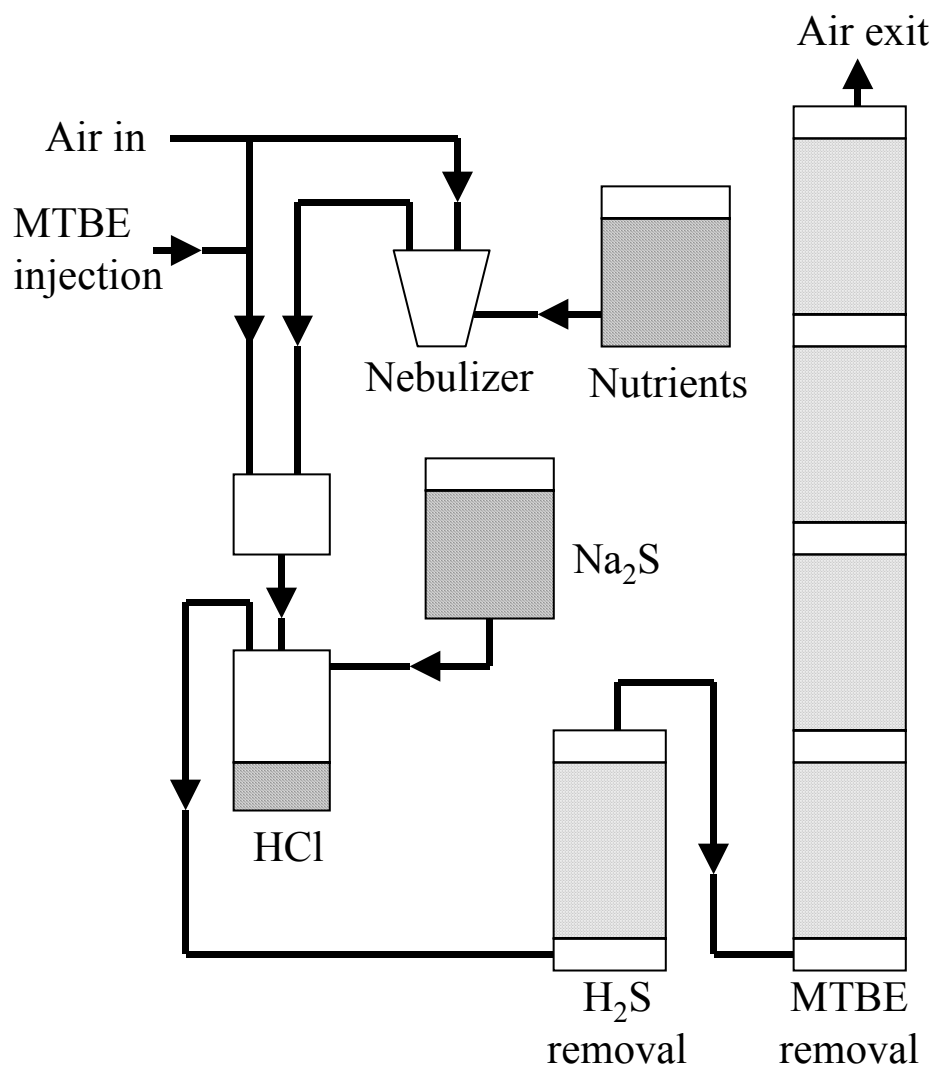 Air exit
Air in
MTBE
injection
Nebulizer
Nutrients
Na₂S
HCl
H₂S
removal
MTBE
removal